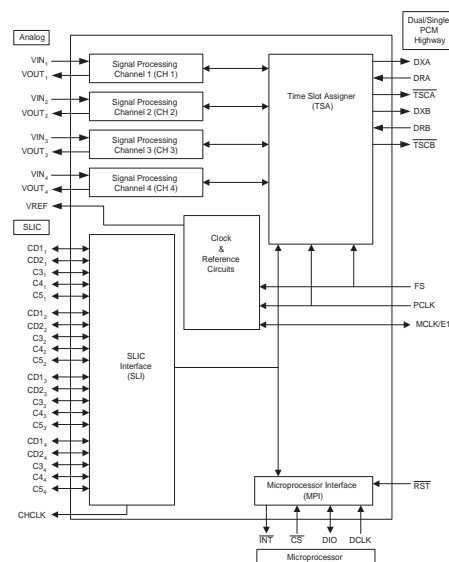 Analog
Dual/Single
PCM
Highway
VIN₁
VOUT₁
Signal Processing
Channel 1 (CH 1)
VIN₂
VOUT₂
Signal Processing
Channel 2 (CH 2)
VIN₃
VOUT₃
Signal Processing
Channel 3 (CH 3)
VIN₄
VOUT₄
Signal Processing
Channel 4 (CH 4)
Time Slot Assigner
(TSA)
DXA
DRA
TSCA
DXB
DRB
TSCB
VREF
SLIC
Clock
&
Reference
Circuits
FS
PCLK
MCLK/E1
CD1₁
CD2₁
C3₁
C4₁
C5₁
CD1₂
CD2₂
C3₂
C4₂
C5₂
CD1₃
CD2₃
C3₃
C4₃
C5₃
CD1₄
CD2₄
C3₄
C4₄
C5₄
CHCLK
SLIC
Interface
(SLI)
Microprocessor Interface
(MPI)
RST
INT
CS
DIO
DCLK
Microprocessor